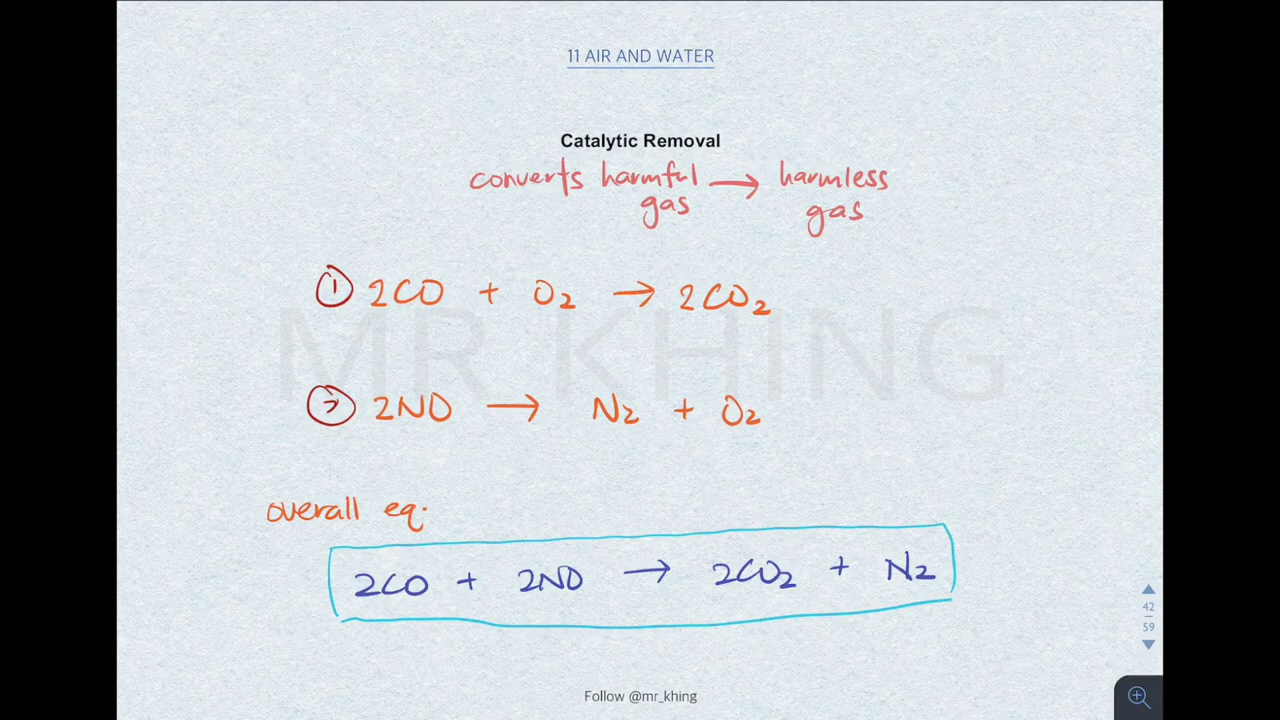 11 AIR AND WATER
Catalytic Removal
converts harmful gas → harmless gas
① 2CO + O₂ → 2CO₂
MR KHING
② 2NO → N₂ + O₂
overall eq.
2CO + 2NO → 2CO₂ + N₂
42
59
Follow @mr_khing